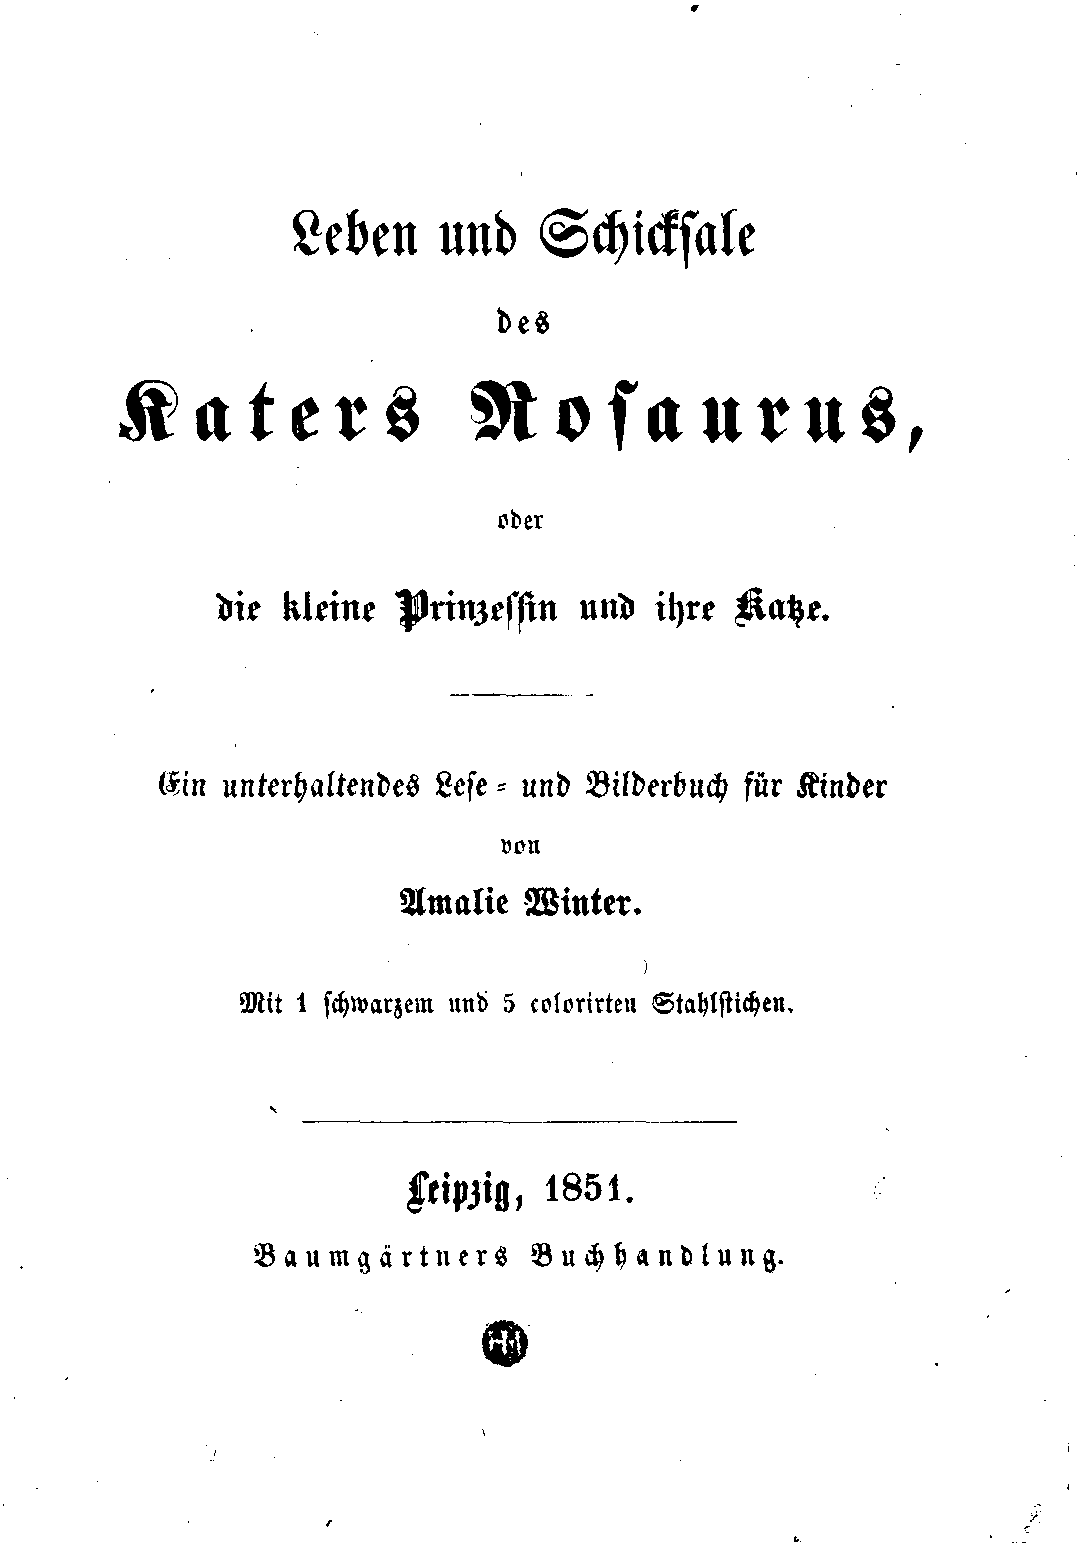 Leben und Schickſale
des
Katers Roſaurus,
oder
die kleine Prinzeſſin und ihre Katze.
Ein unterhaltendes Leſe- und Bilderbuch für Kinder
von
Amalie Winter.
Mit 1 ſchwarzem und 5 colorirten Stahlſtichen.
Leipzig, 1851.
Baumgärtners Buchhandlung.